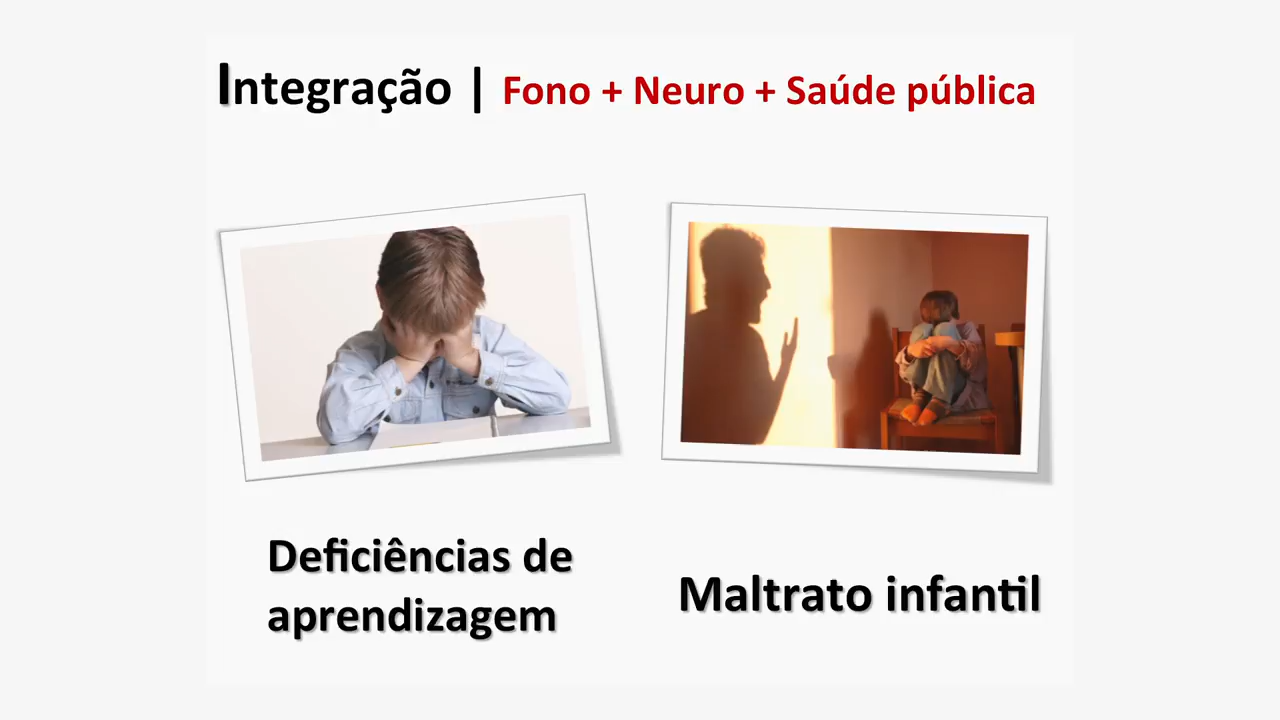 Integração | Fono + Neuro + Saúde pública
Deficiências de
aprendizagem
Maltrato infantil